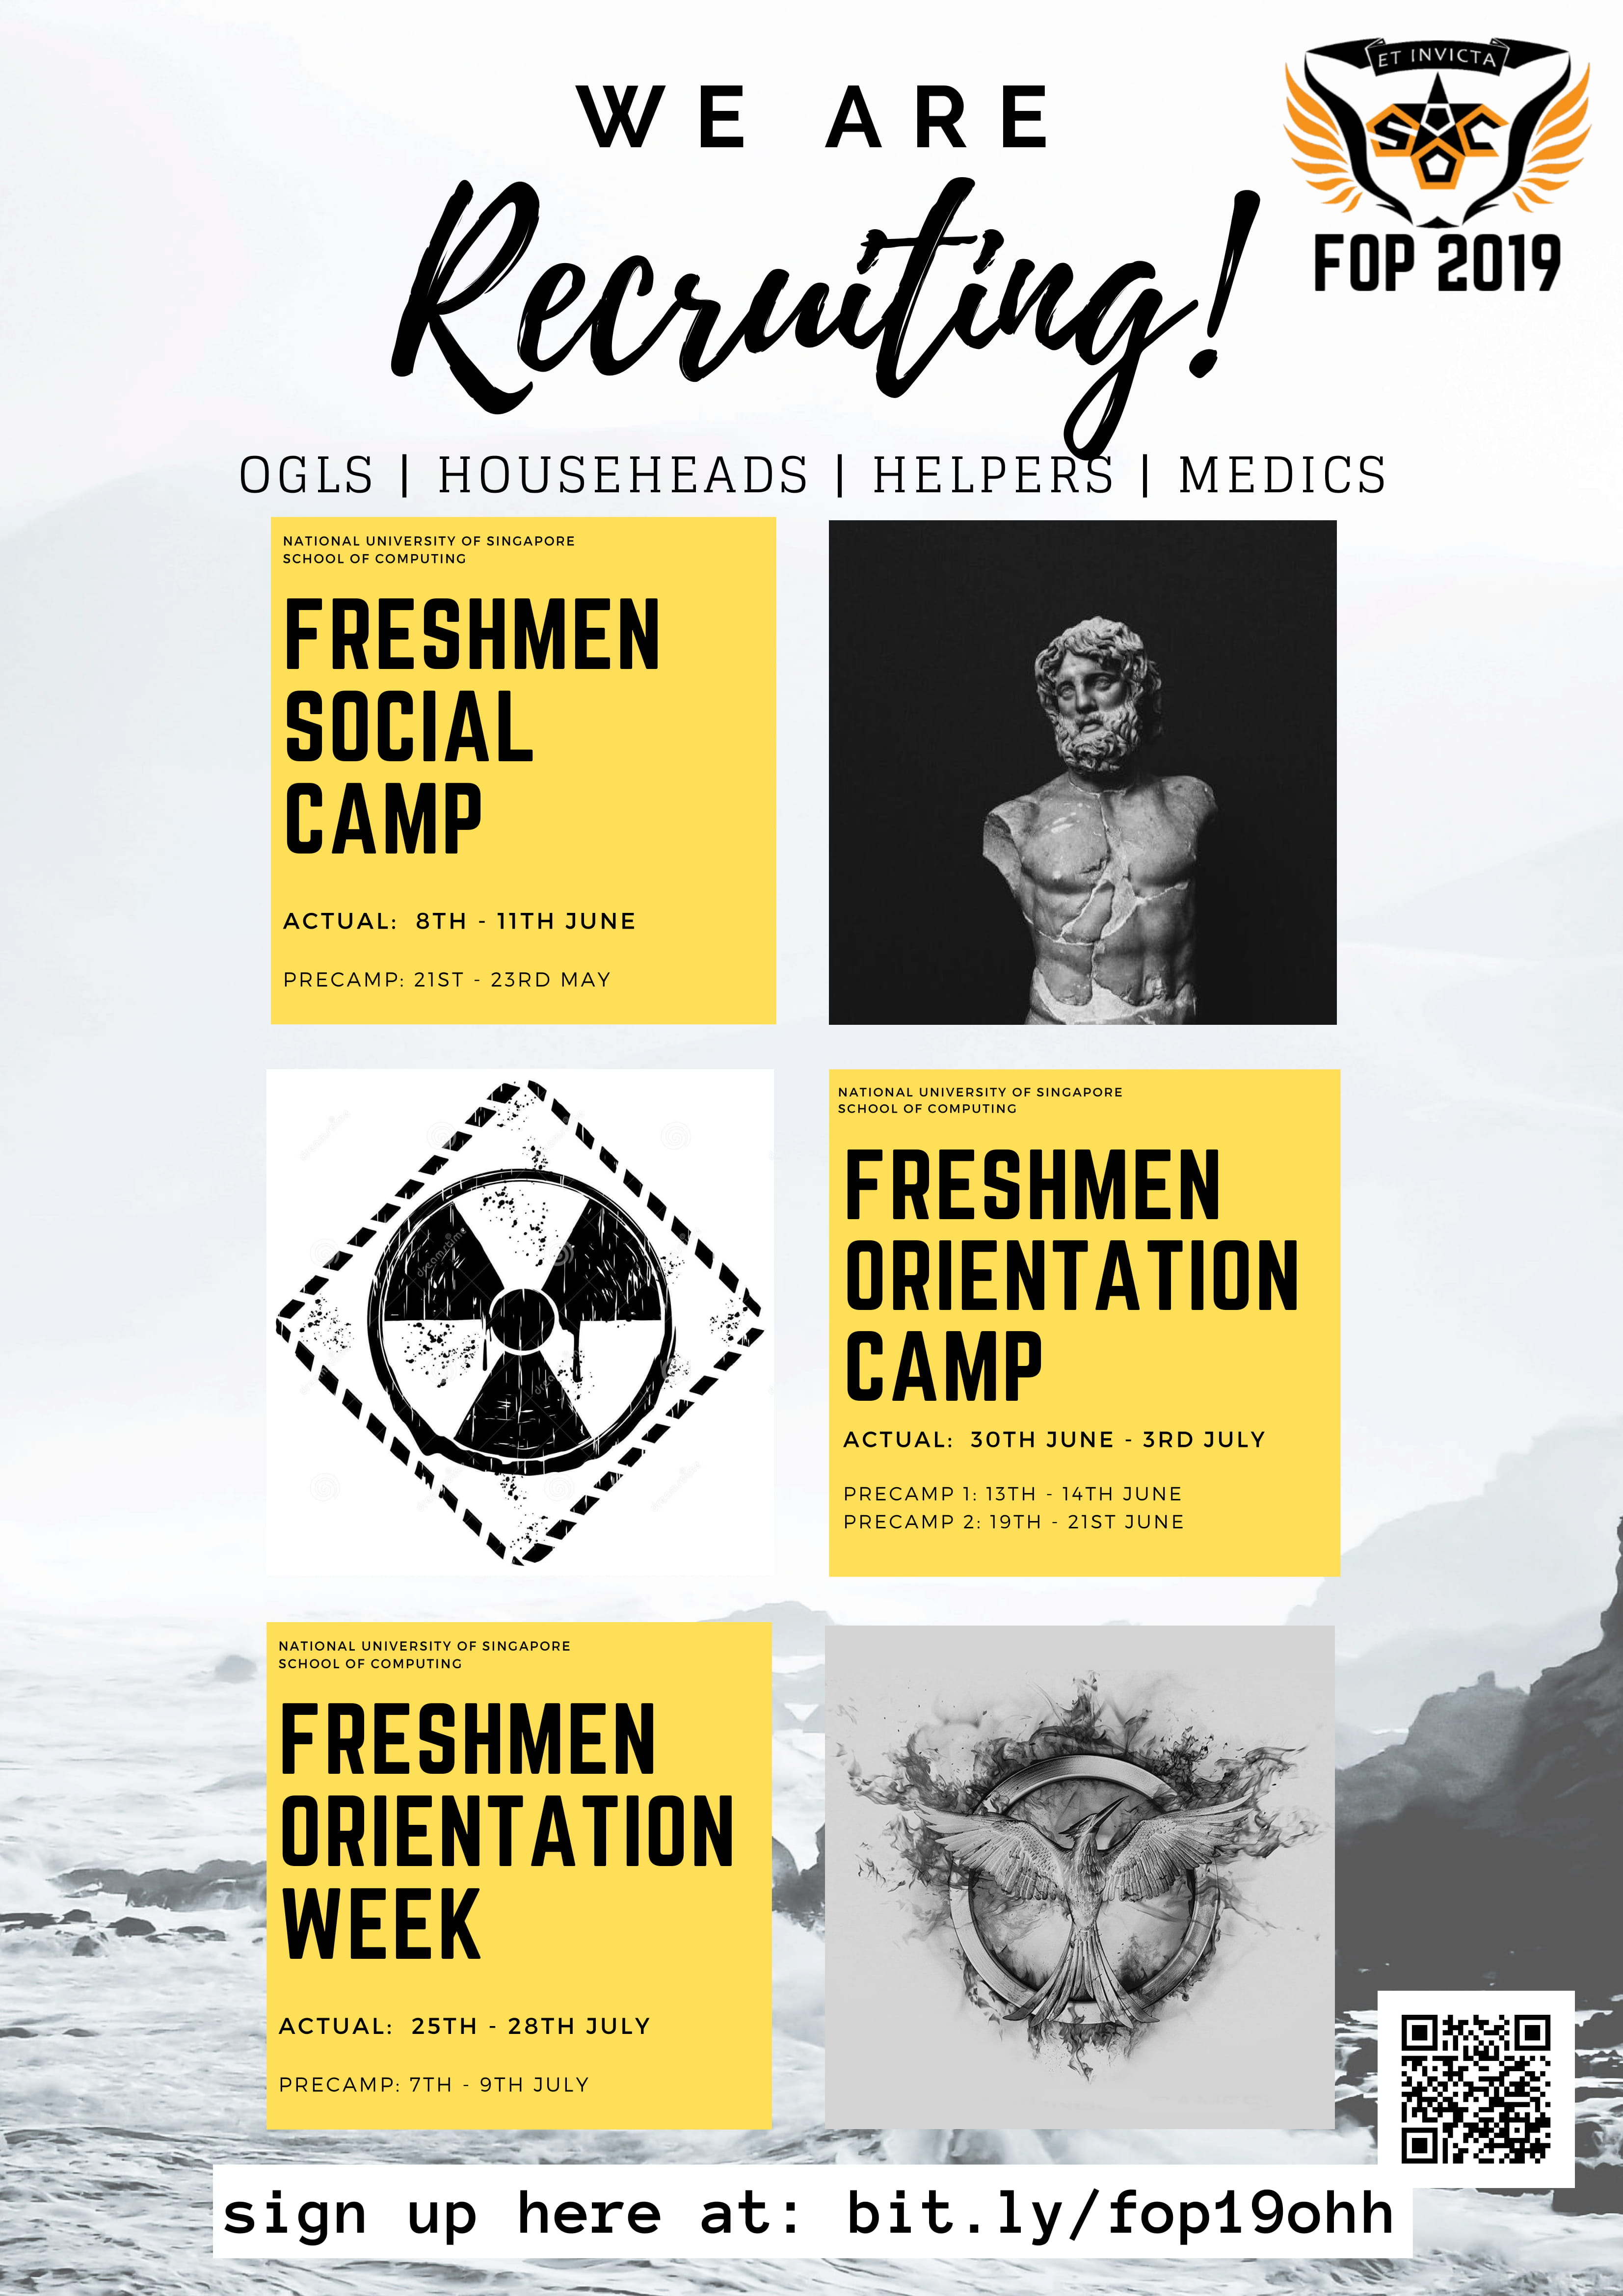 WE ARE
ET INVICTA
SOC
FOP 2019
Recruiting!
OGLS | HOUSEHEADS | HELPERS | MEDICS
NATIONAL UNIVERSITY OF SINGAPORE
SCHOOL OF COMPUTING
FRESHMEN
SOCIAL
CAMP
ACTUAL: 8TH - 11TH JUNE
PRECAMP: 21ST - 23RD MAY
dreamstime
NATIONAL UNIVERSITY OF SINGAPORE
SCHOOL OF COMPUTING
FRESHMEN
ORIENTATION
CAMP
ACTUAL: 30TH JUNE - 3RD JULY
PRECAMP 1: 13TH - 14TH JUNE
PRECAMP 2: 19TH - 21ST JUNE
NATIONAL UNIVERSITY OF SINGAPORE
SCHOOL OF COMPUTING
FRESHMEN
ORIENTATION
WEEK
ACTUAL: 25TH - 28TH JULY
PRECAMP: 7TH - 9TH JULY
sign up here at: bit.ly/fop19ohh